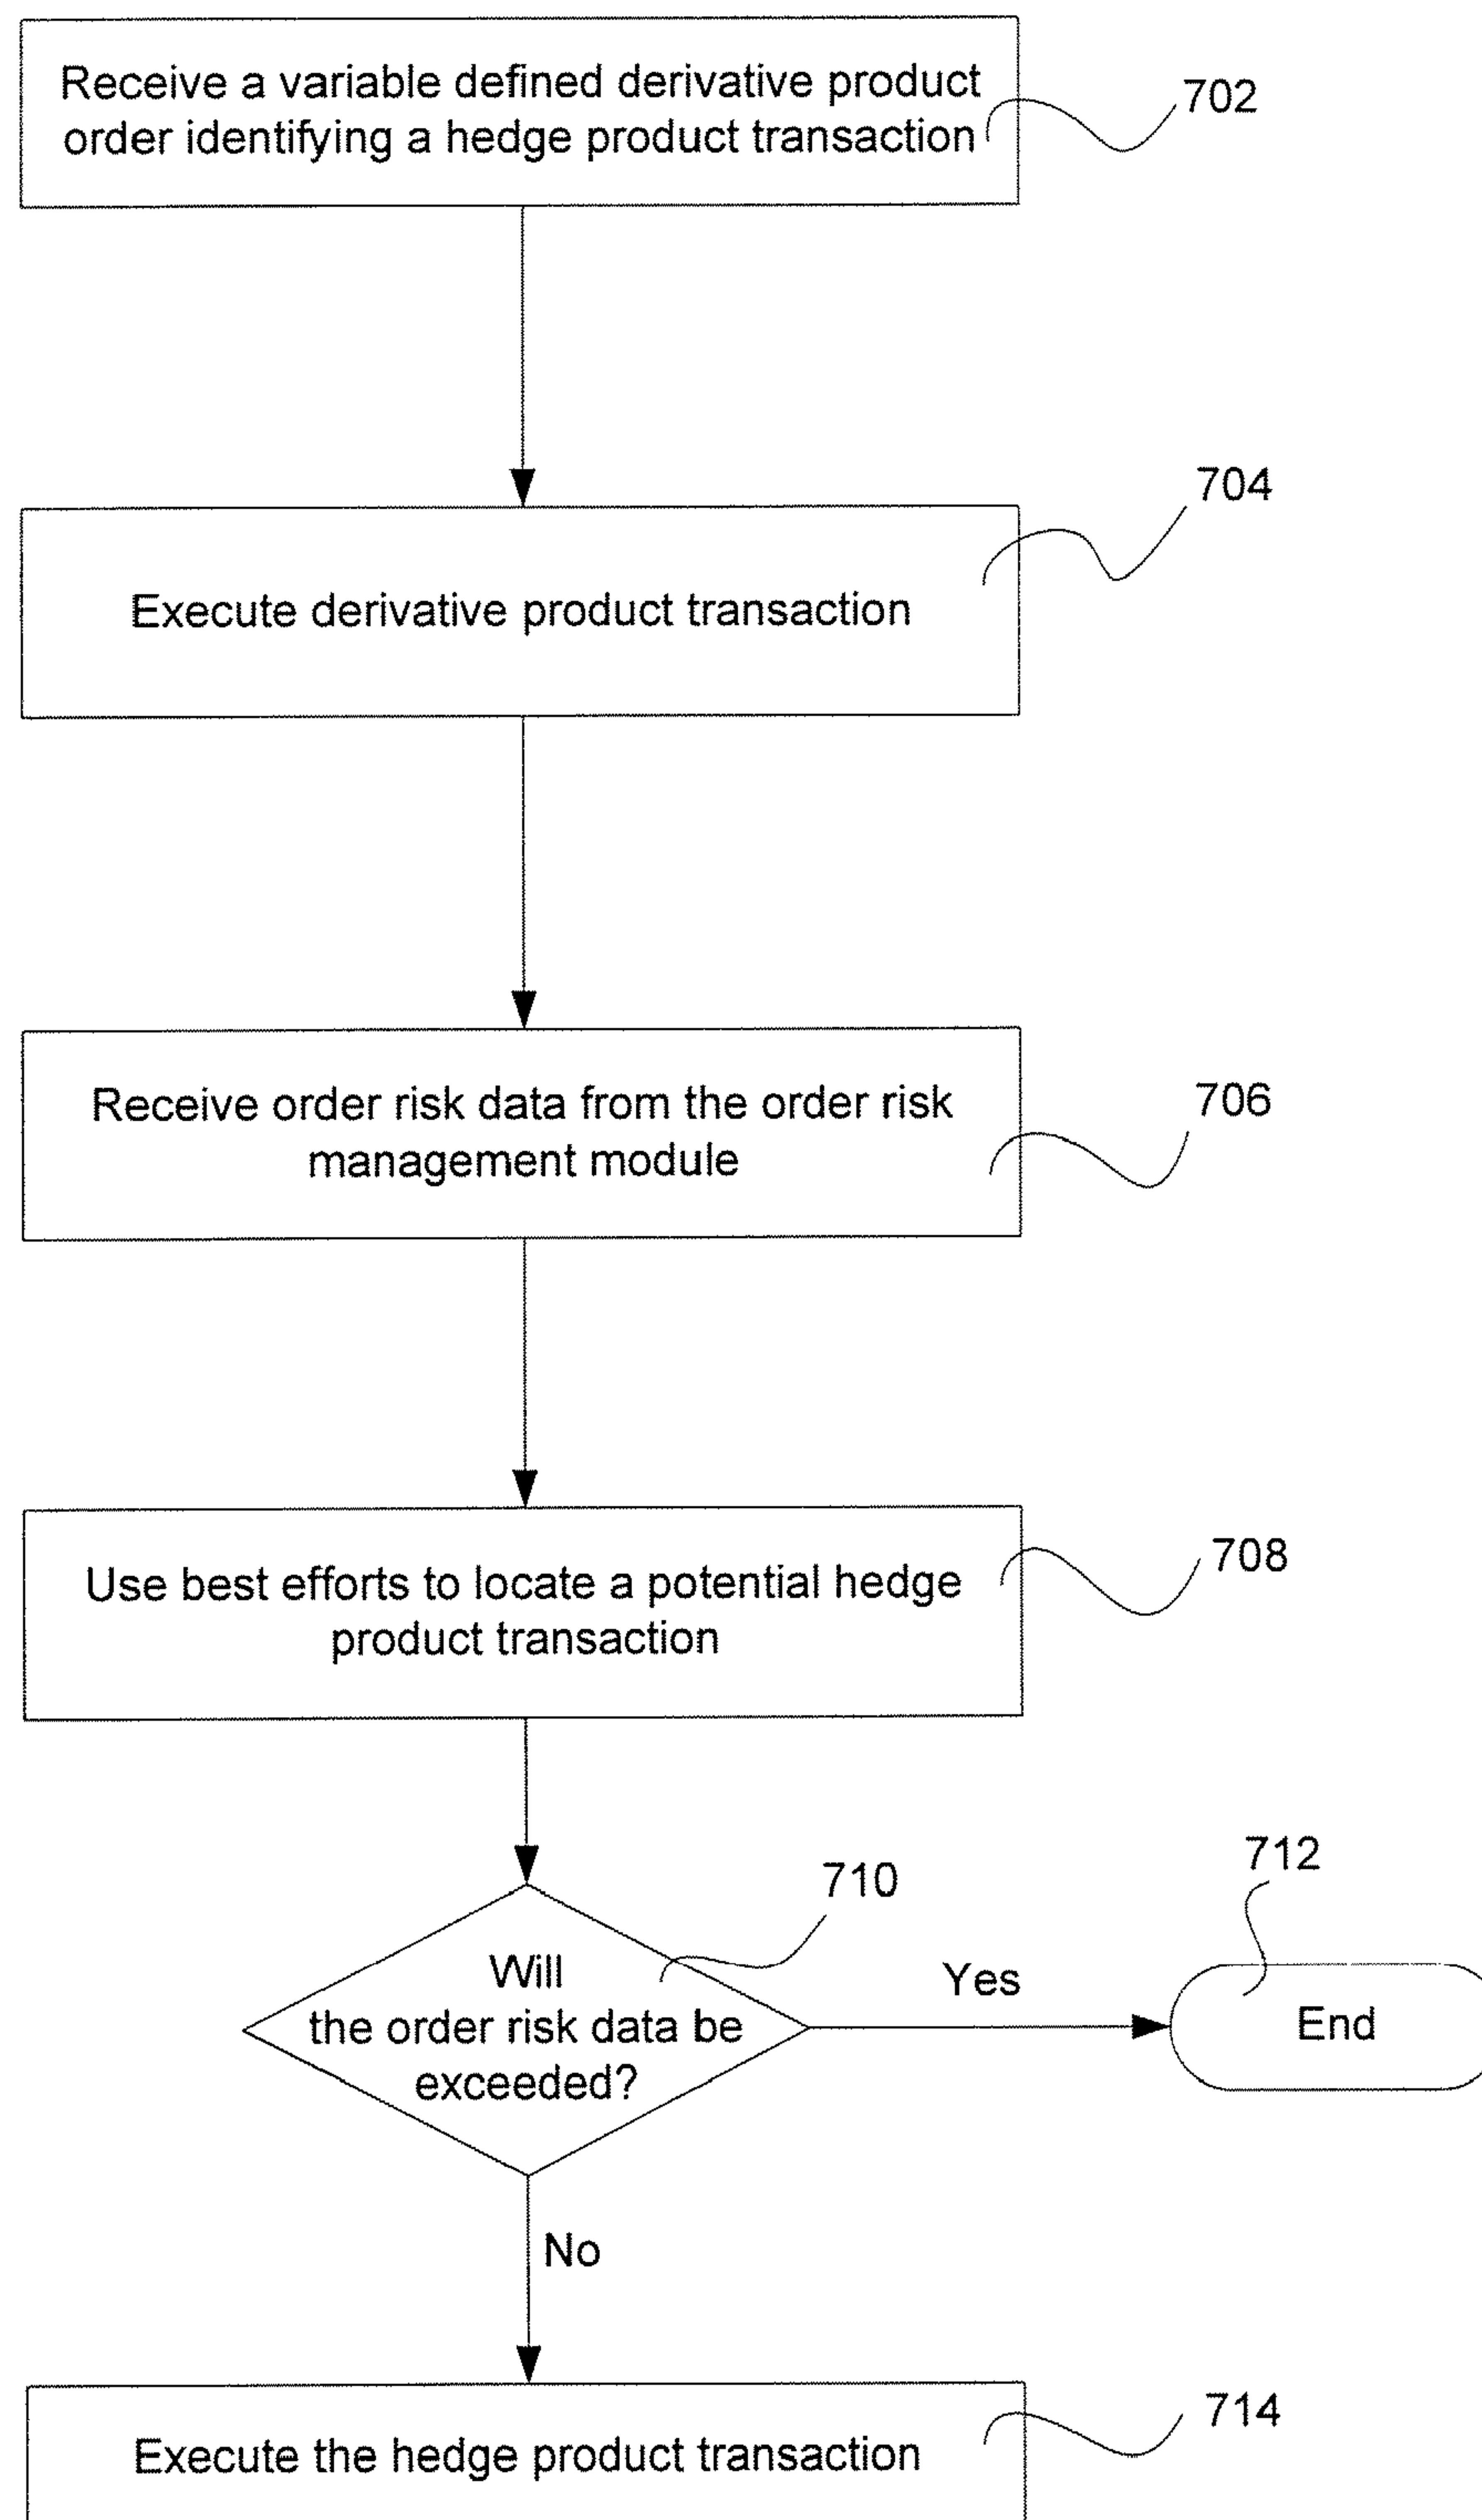 Receive a variable defined derivative product
order identifying a hedge product transaction
702
704
Execute derivative product transaction
Receive order risk data from the order risk
management module
706
Use best efforts to locate a potential hedge
product transaction
708
710
712
Will
the order risk data be
exceeded?
Yes
End
No
Execute the hedge product transaction
714